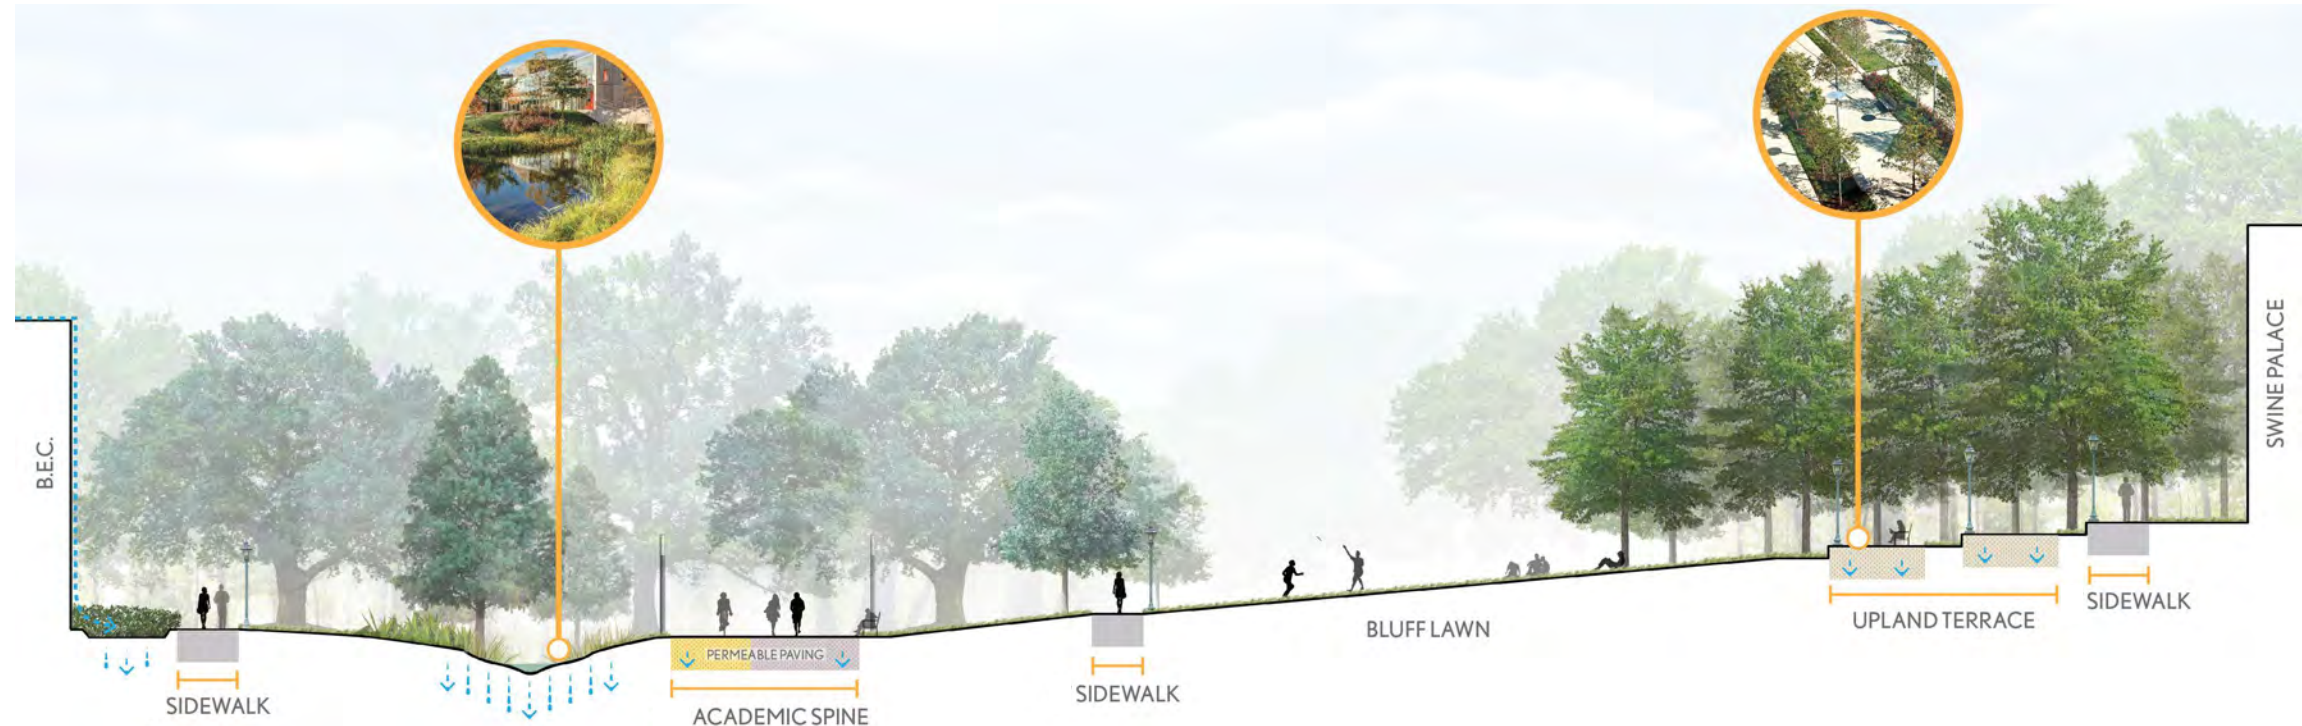 B.E.C.
SIDEWALK
PERMEABLE PAVING
ACADEMIC SPINE
SIDEWALK
BLUFF LAWN
UPLAND TERRACE
SIDEWALK
SWINE PALACE